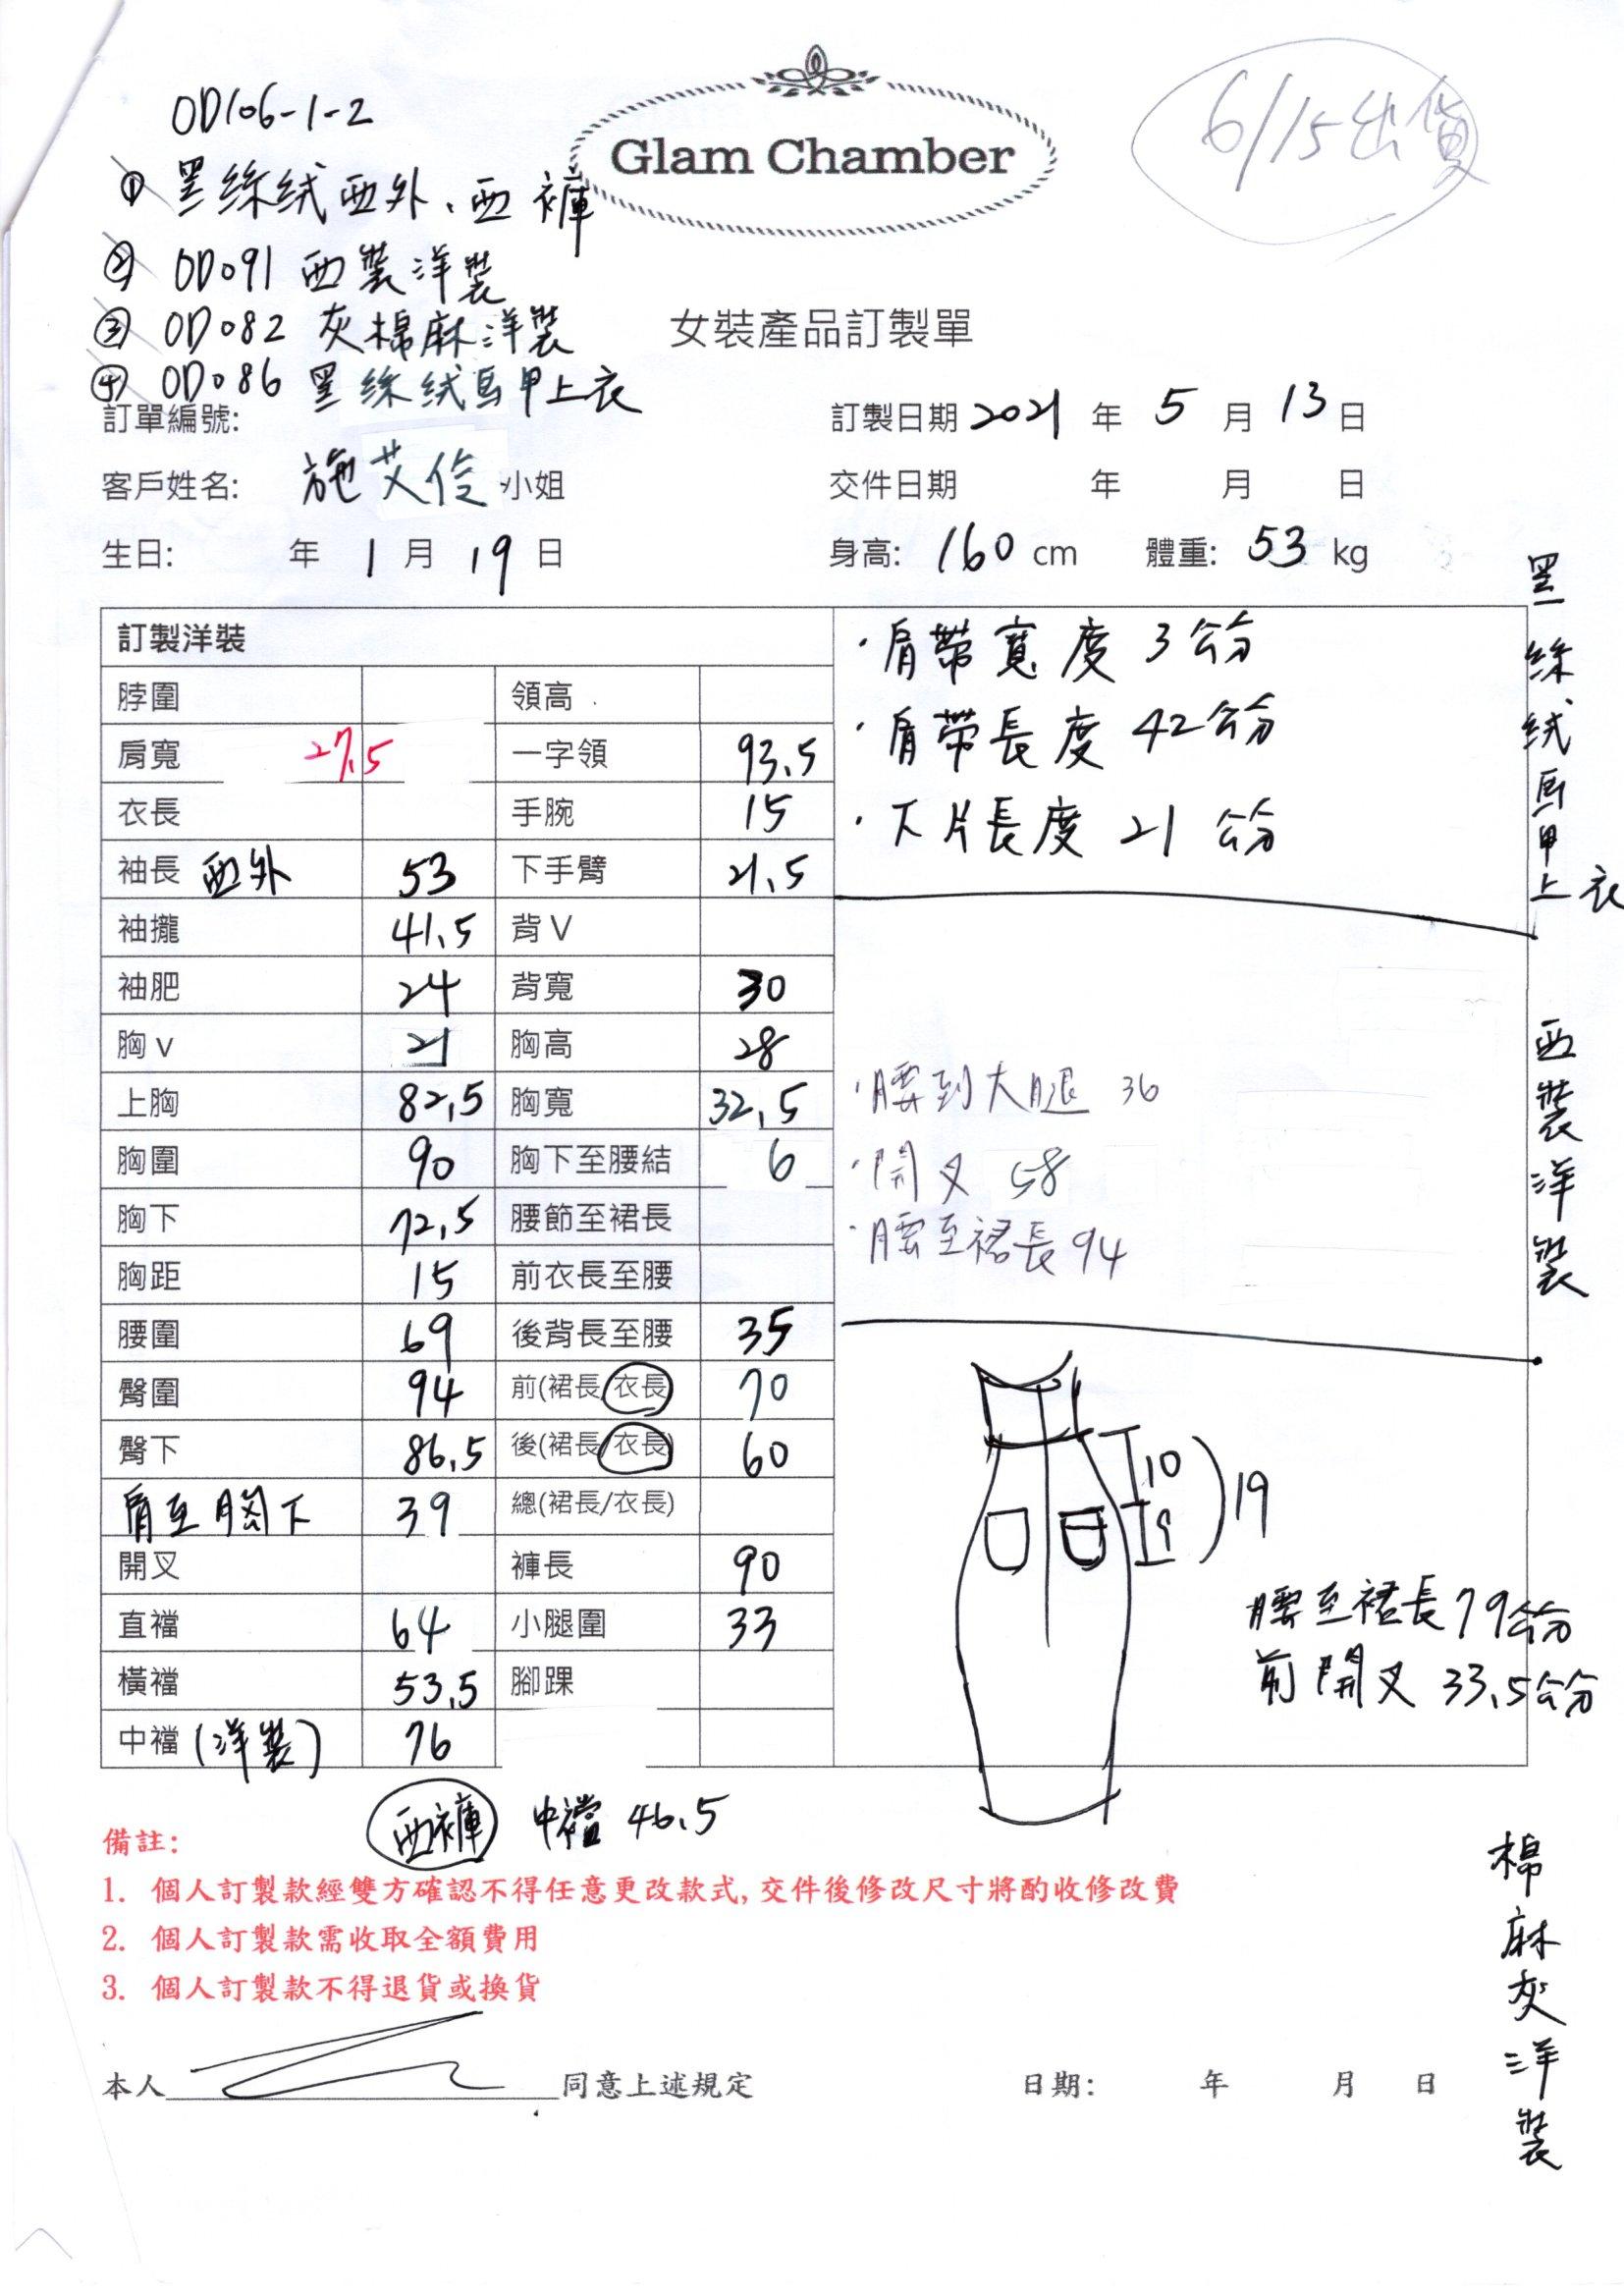 OD106-1-2
① 黑絲絨西外、西褲
② OD091 西裝洋裝
③ OD082 灰棉麻洋裝
④ OD086 黑絲絨馬甲上衣
Glam Chamber
6/15出貨
女裝產品訂製單
訂單編號:
訂製日期 2021 年 5 月 13 日
客戶姓名: 施艾伶 小姐
交件日期 年 月 日
生日: 年 1 月 19 日
身高: 160 cm 體重: 53 kg
訂製洋裝
脖圍 領高
肩寬 27.5 一字領 93.5
衣長 手腕 15
袖長 西外 53 下手臂 21.5
袖攏 41.5 背V
袖肥 24 背寬 30
胸v 21 胸高 28
上胸 82.5 胸寬 32.5
胸圍 90 胸下至腰結 6
胸下 72.5 腰節至裙長
胸距 15 前衣長至腰
腰圍 69 後背長至腰 35
臀圍 94 前(裙長/衣長) 70
臀下 86.5 後(裙長/衣長) 60
肩至胸下 39 總(裙長/衣長)
開叉 褲長 90
直襠 64 小腿圍 33
橫襠 53.5 腳踝
中襠(洋裝) 76
西褲 中襠 46.5
·肩帶寬度 3公分
·肩帶長度 42公分
·下片長度 21公分
黑絲絨馬甲上衣
·腰到大腿 36
·開叉 58
·腰至裙長 94
西裝洋裝
10
9
19
腰至裙長79公分
前開叉 33.5公分
棉麻灰洋裝
備註:
1. 個人訂製款經雙方確認不得任意更改款式,交件後修改尺寸將酌收修改費
2. 個人訂製款需收取全額費用
3. 個人訂製款不得退貨或換貨
本人 同意上述規定
日期: 年 月 日